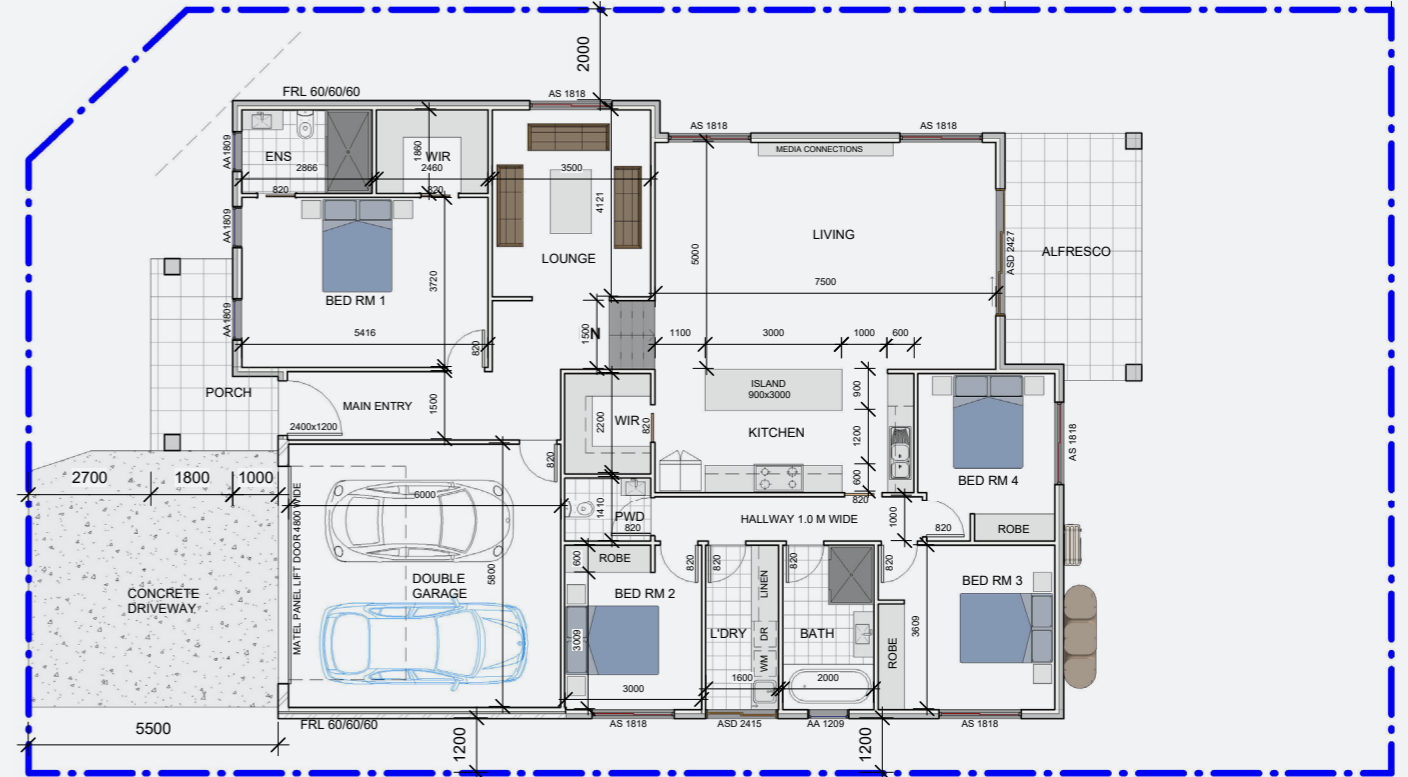 2000
FRL 60/60/60
AS 1818
AS 1818
AS 1818
MEDIA CONNECTIONS
AA1809
ENS
2866
820
1860
WIR
2460
820
3500
4121
LOUNGE
5000
LIVING
7500
ASD 2427
ALFRESCO
AA1809
BED RM 1
3720
5416
820
AA1809
1500
N
1100
3000
1000
600
PORCH
MAIN ENTRY
2400x1200
1500
ISLAND
900x3000
900
WIR
2200
820
KITCHEN
1200
600
820
BED RM 4
AS 1818
2700
1800
1000
MATEL PANEL LIFT DOOR 4800 WIDE
6000
820
1410
PWD
820
HALLWAY 1.0 M WIDE
1000
820
ROBE
CONCRETE
DRIVEWAY
DOUBLE
GARAGE
5800
600
ROBE
820
BED RM 2
3009
3000
820
L'DRY
LINEN
DR
WM
1600
820
BATH
2000
820
ROBE
3609
BED RM 3
5500
FRL 60/60/60
1200
AS 1818
ASD 2415
AA 1209
1200
AS 1818